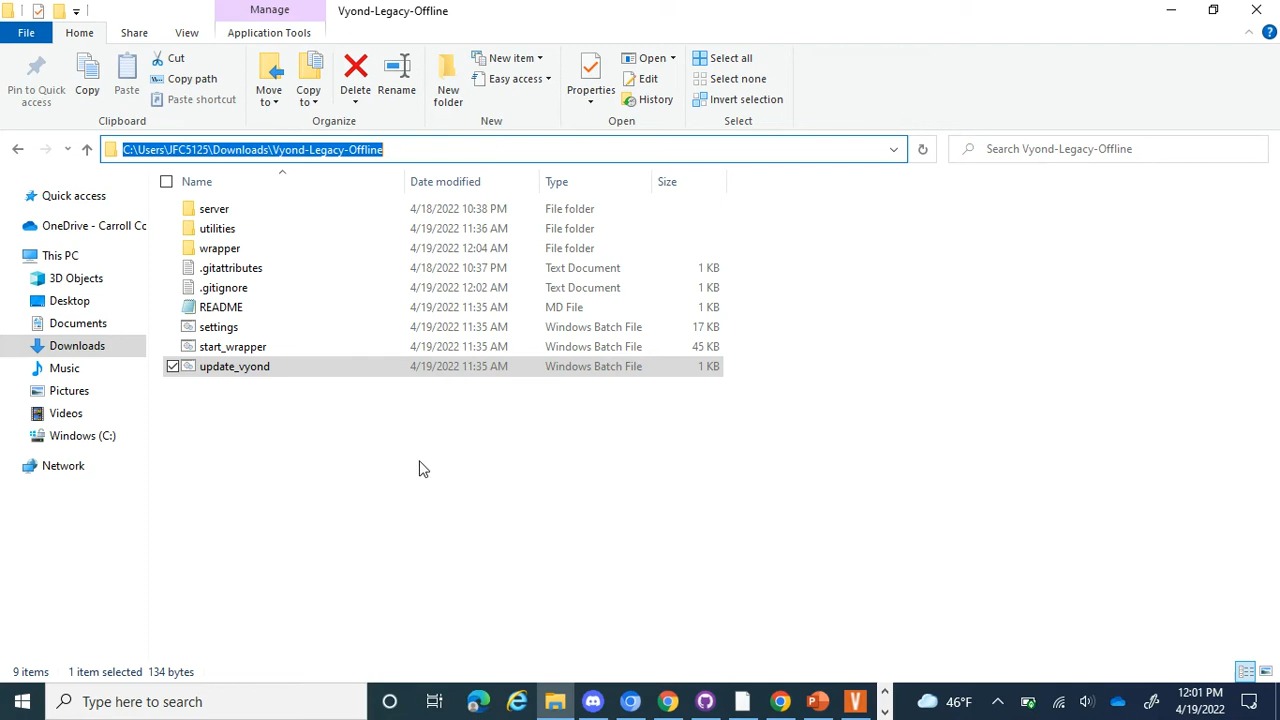 Manage
Vyond-Legacy-Offline
File
Home
Share
View
Application Tools
Pin to Quick access
Copy
Paste
Cut
Copy path
Paste shortcut
Clipboard
Move to
Copy to
Delete
Rename
Organize
New folder
New item
Easy access
New
Properties
Open
Edit
History
Open
Select all
Select none
Invert selection
Select
C:\Users\JFC5125\Downloads\Vyond-Legacy-Offline
Search Vyond-Legacy-Offline
Quick access
OneDrive - Carroll Co
This PC
3D Objects
Desktop
Documents
Downloads
Music
Pictures
Videos
Windows (C:)
Network
Name Date modified Type Size
server 4/18/2022 10:38 PM File folder
utilities 4/19/2022 11:36 AM File folder
wrapper 4/19/2022 12:04 AM File folder
.gitattributes 4/18/2022 10:37 PM Text Document 1 KB
.gitignore 4/19/2022 12:02 AM Text Document 1 KB
README 4/19/2022 11:35 AM MD File 1 KB
settings 4/19/2022 11:35 AM Windows Batch File 17 KB
start_wrapper 4/19/2022 11:35 AM Windows Batch File 45 KB
update_vyond 4/19/2022 11:35 AM Windows Batch File 1 KB
9 items 1 item selected 134 bytes
Type here to search
46°F
12:01 PM
4/19/2022